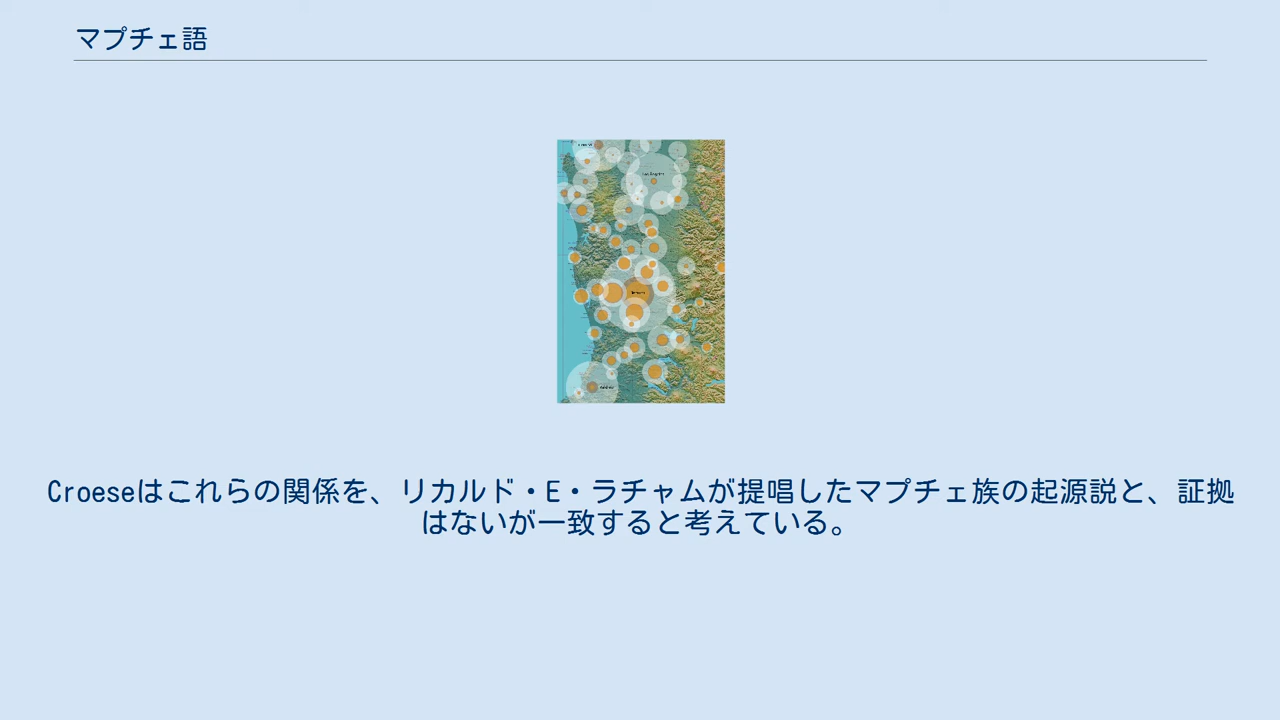 マプチェ語
Croeseはこれらの関係を、リカルド・E・ラチャムが提唱したマプチェ族の起源説と、証拠
はないが一致すると考えている。